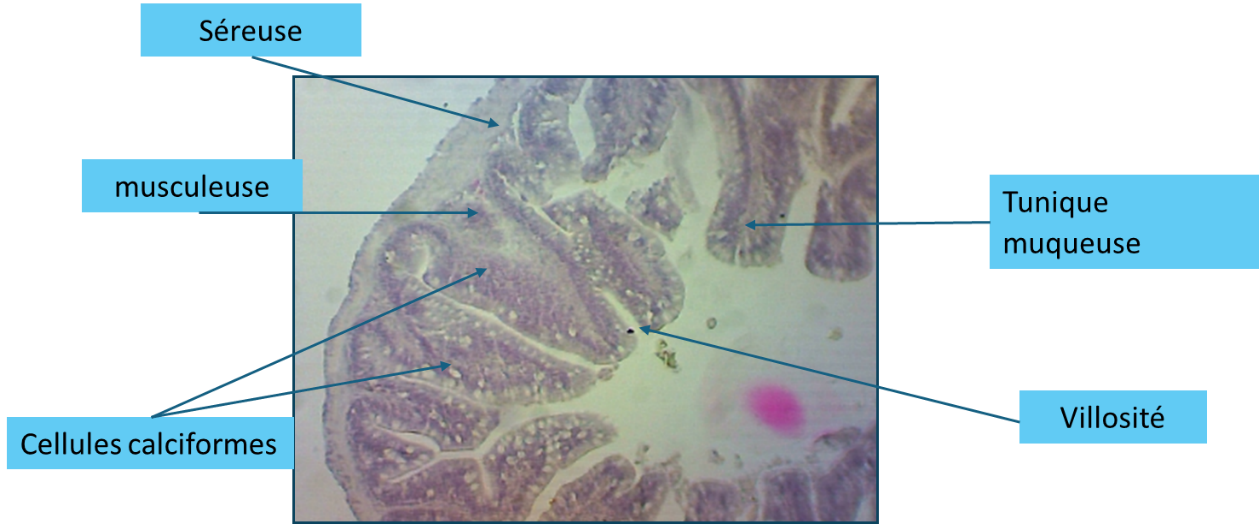 Séreuse
musculeuse
Tunique
muqueuse
Villosité
Cellules calciformes